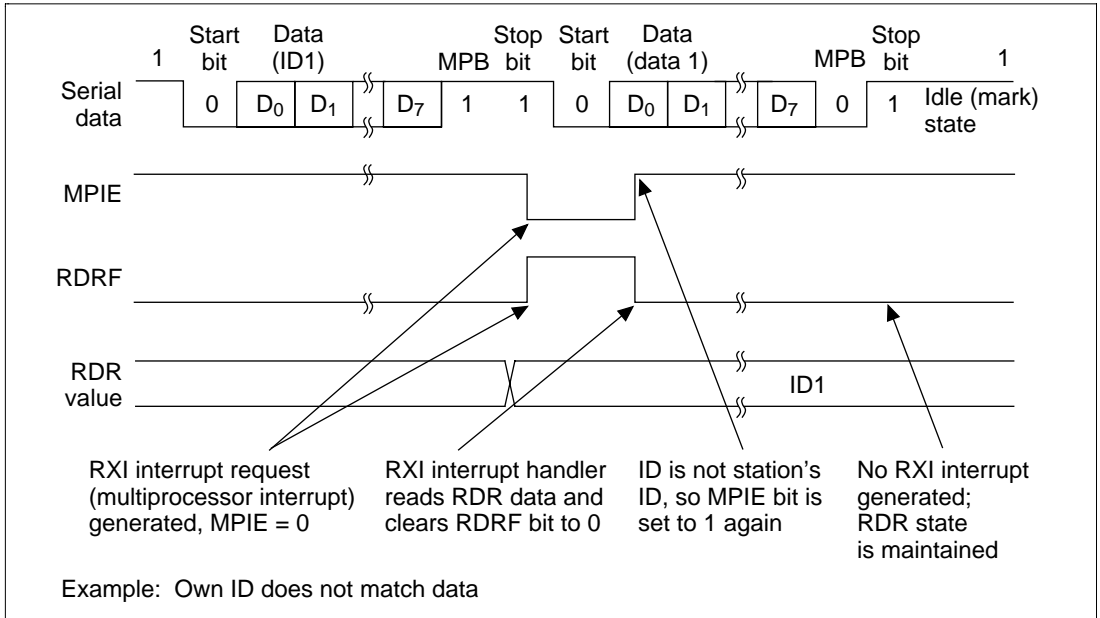 Start Data Stop Start Data Stop
1 bit (ID1) MPB bit bit (data 1) MPB bit 1
Serial data
0 D0 D1 D7 1 1 0 D0 D1 D7 0 1 Idle (mark) state
MPIE
RDRF
RDR
value
ID1
RXI interrupt request
(multiprocessor interrupt)
generated, MPIE = 0
RXI interrupt handler
reads RDR data and
clears RDRF bit to 0
ID is not station's
ID, so MPIE bit is
set to 1 again
No RXI interrupt
generated;
RDR state
is maintained
Example: Own ID does not match data